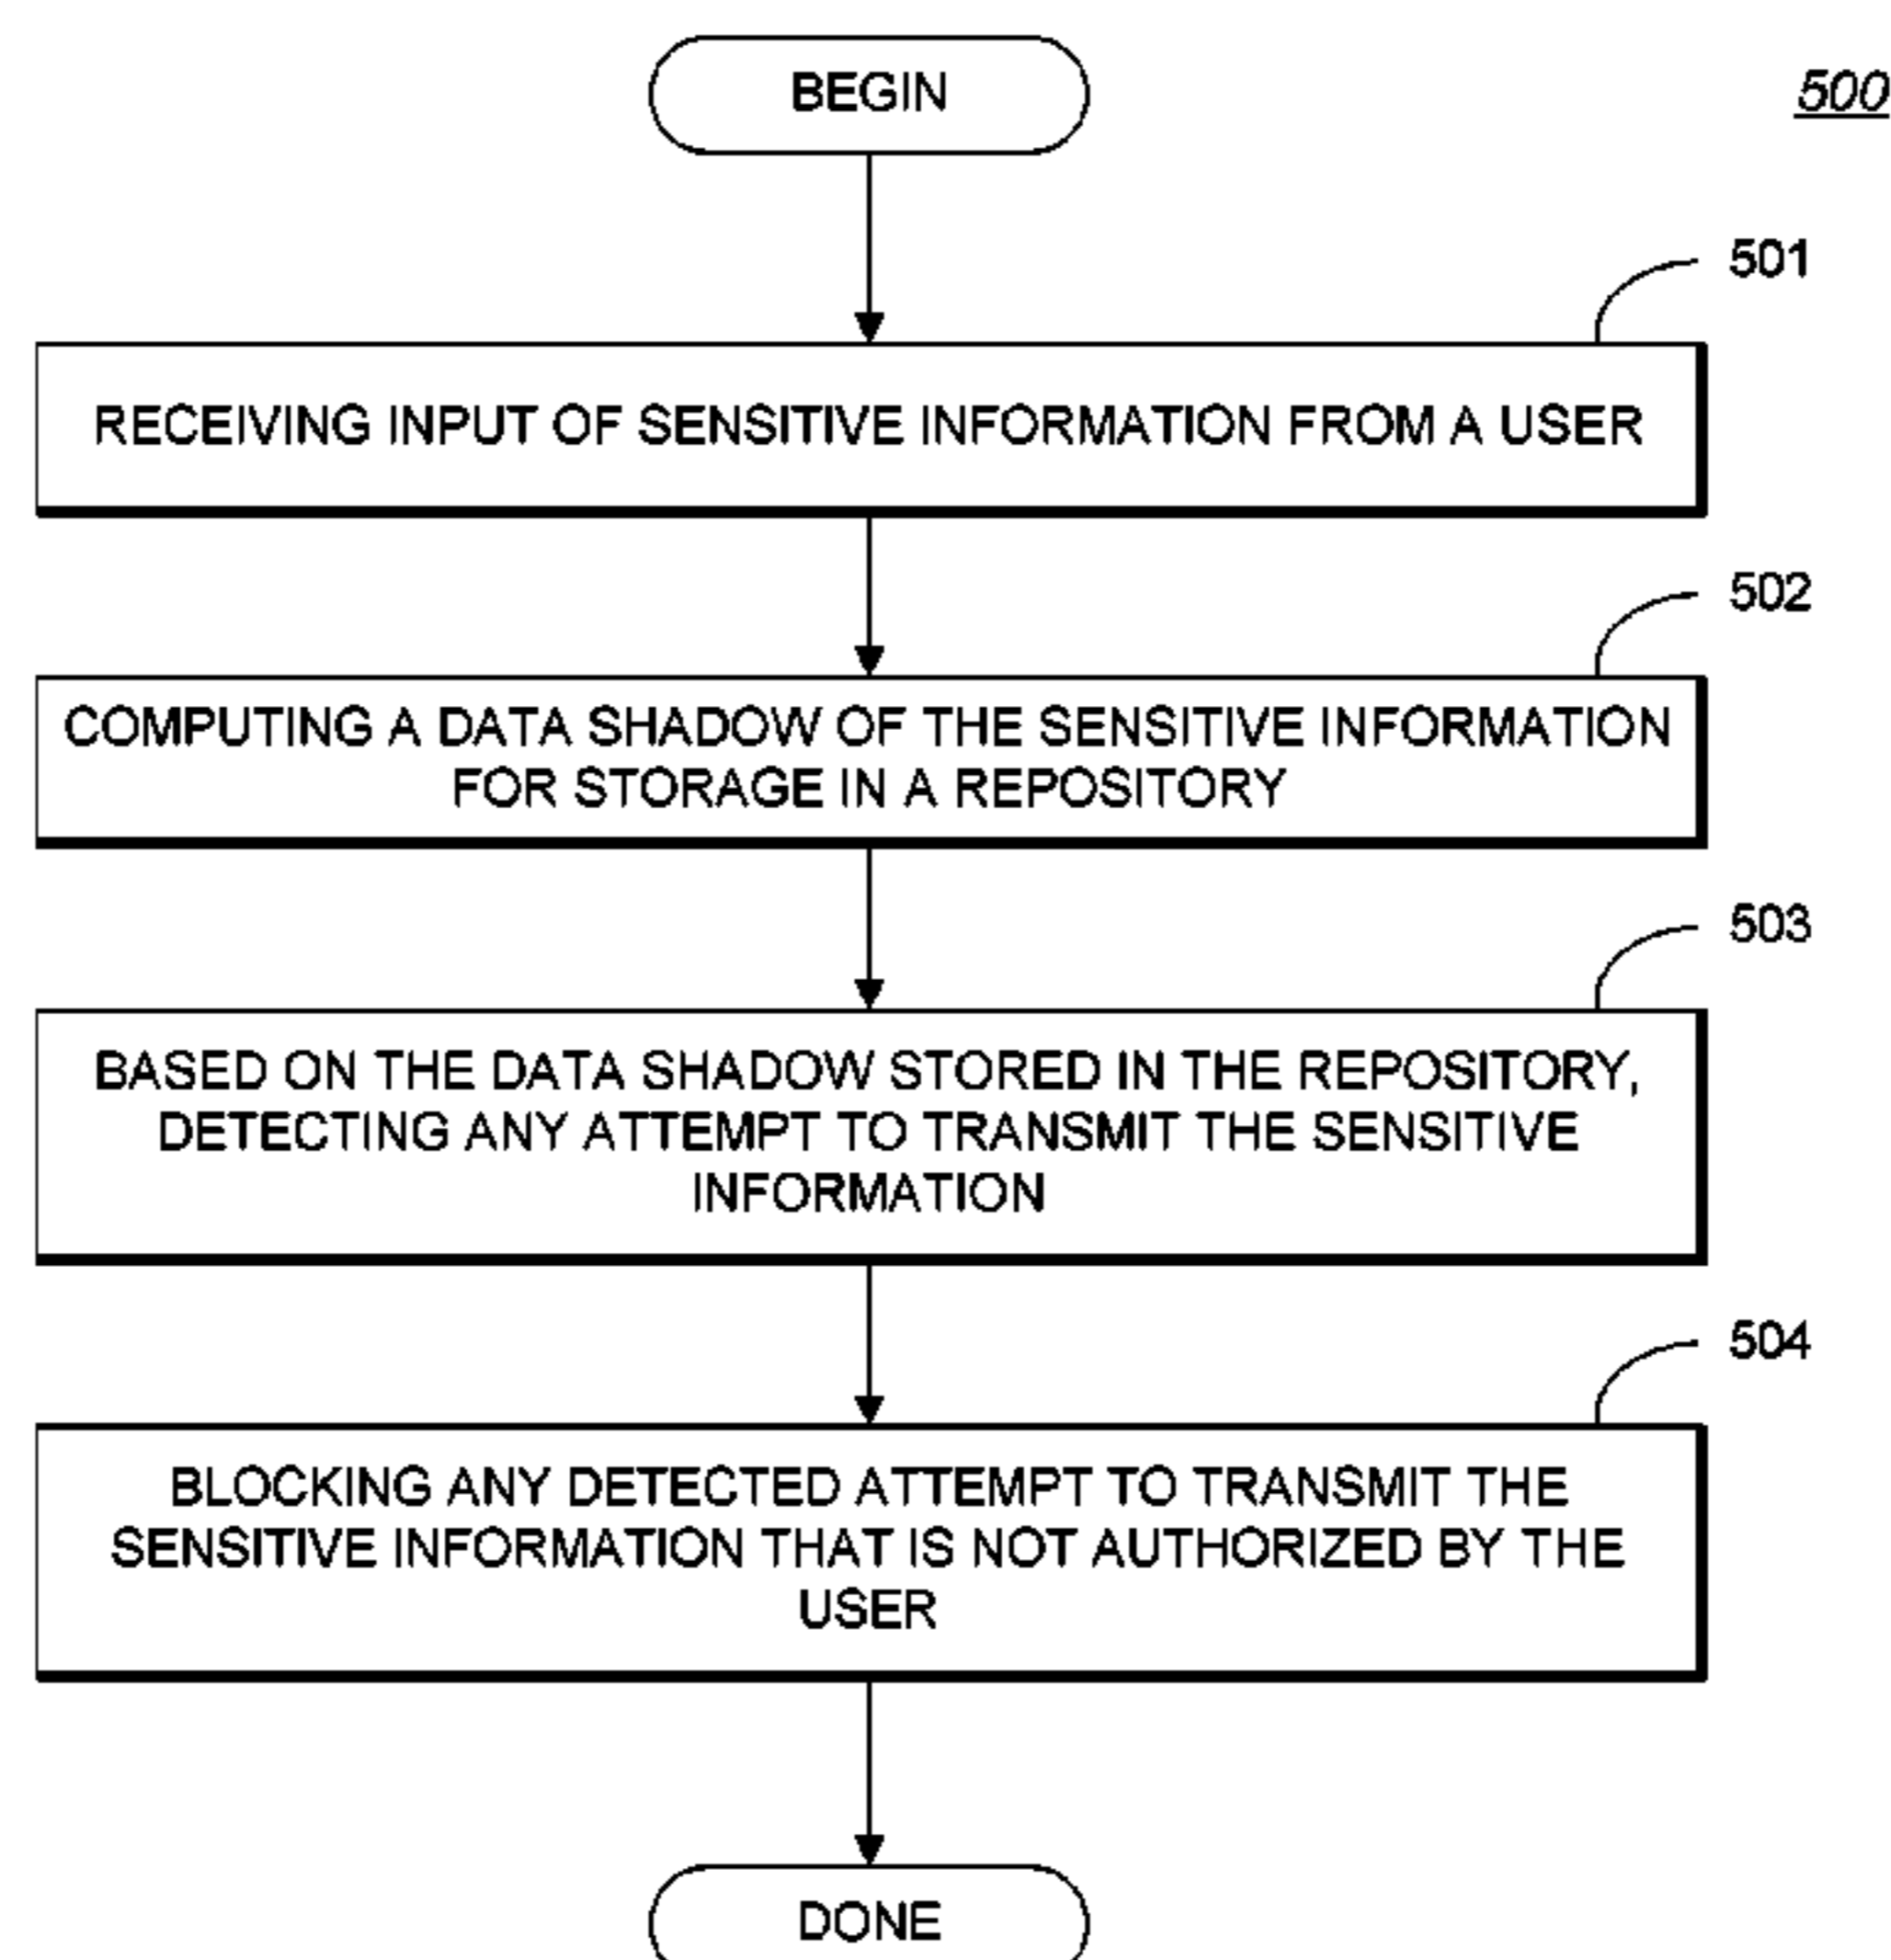 BEGIN
500
501
RECEIVING INPUT OF SENSITIVE INFORMATION FROM A USER
502
COMPUTING A DATA SHADOW OF THE SENSITIVE INFORMATION
FOR STORAGE IN A REPOSITORY
503
BASED ON THE DATA SHADOW STORED IN THE REPOSITORY,
DETECTING ANY ATTEMPT TO TRANSMIT THE SENSITIVE
INFORMATION
504
BLOCKING ANY DETECTED ATTEMPT TO TRANSMIT THE
SENSITIVE INFORMATION THAT IS NOT AUTHORIZED BY THE
USER
DONE